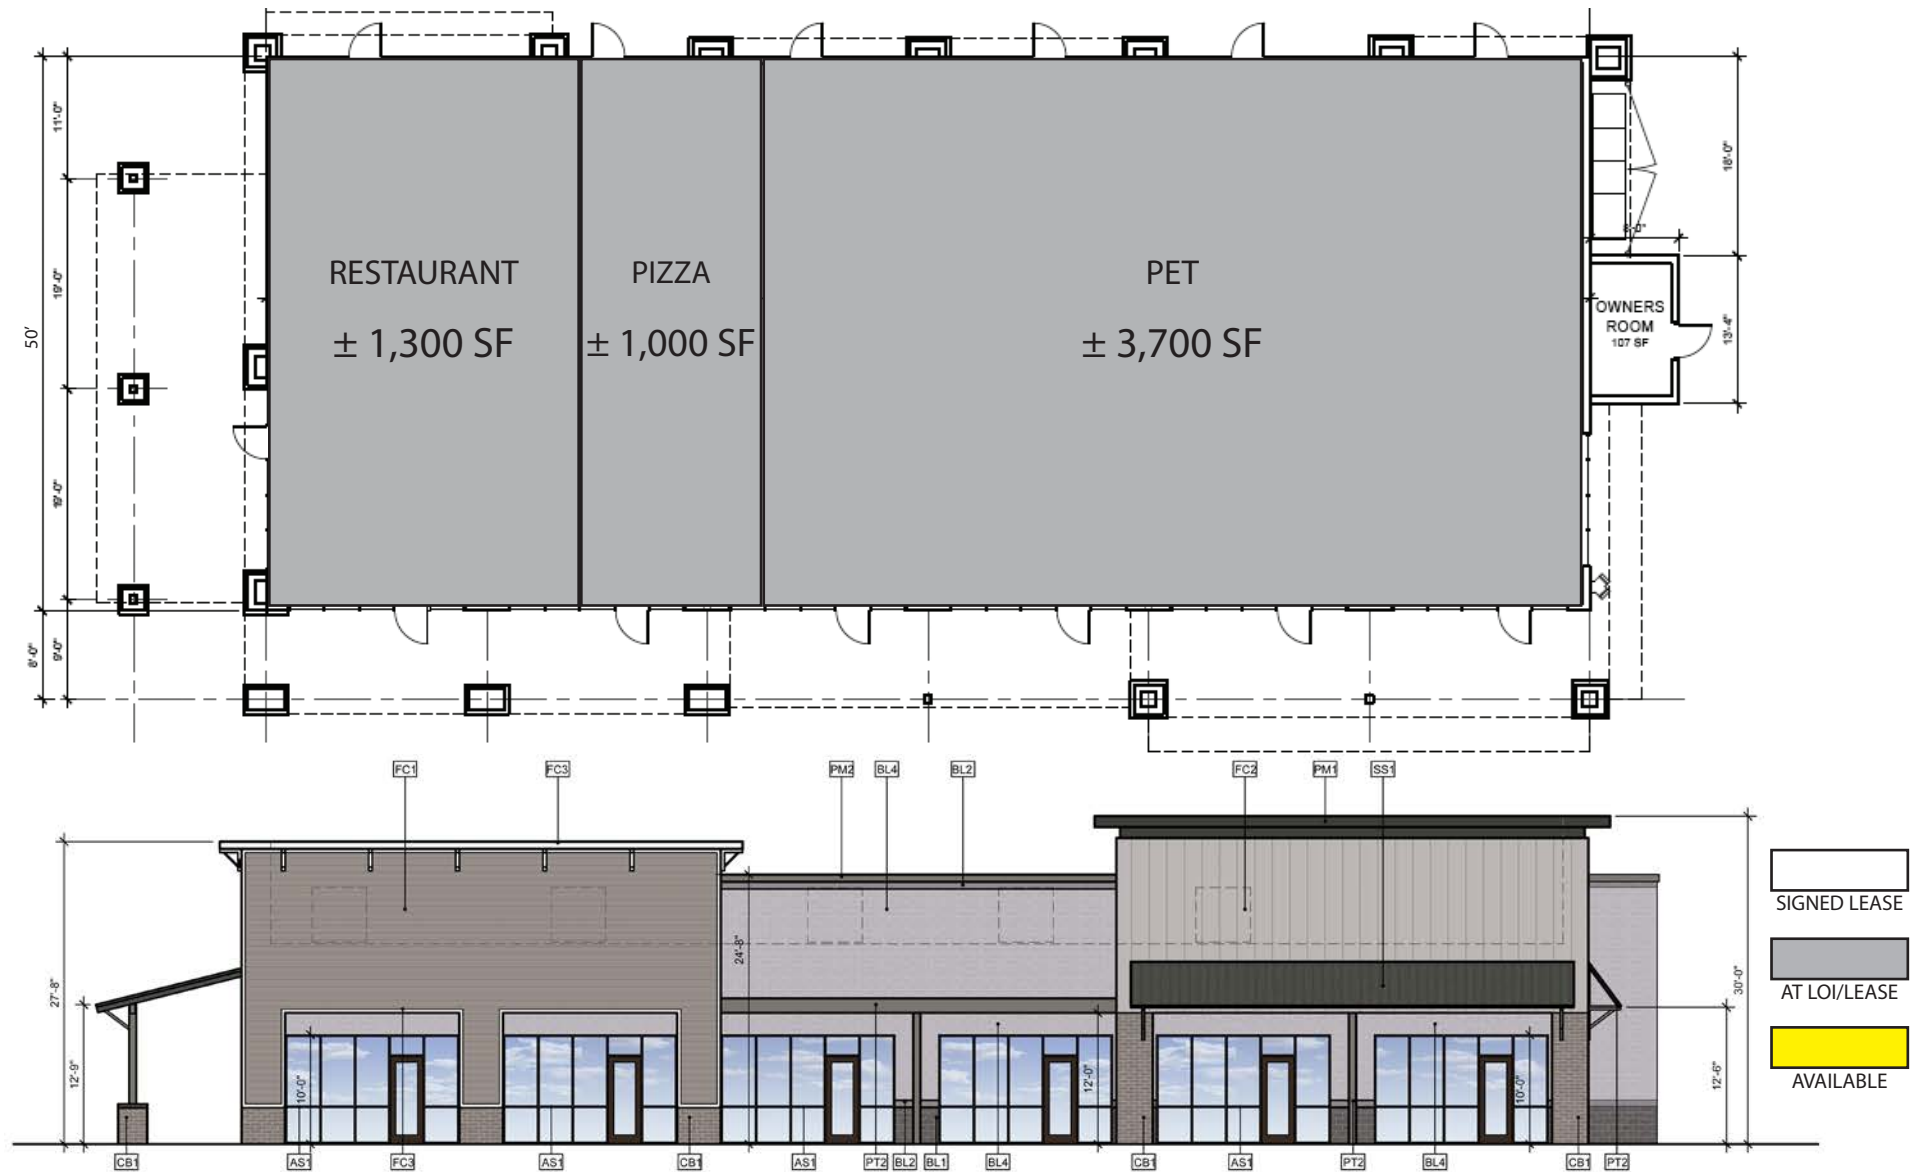 11'-0"
19'-0"
50'
19'-0"
8'-0"
9'-0"
RESTAURANT
± 1,300 SF
PIZZA
± 1,000 SF
PET
± 3,700 SF
18'-0"
8'-0"
OWNERS
ROOM
107 SF
13'-4"
FC1
FC3
PM2
BL4
BL2
FC2
PM1
SS1
27'-8"
12'-9"
10'-0"
24'-8"
12'-0"
10'-0"
30'-0"
12'-6"
CB1
AS1
FC3
AS1
CB1
AS1
PT2
BL2
BL1
BL4
CB1
AS1
PT2
BL4
CB1
PT2
SIGNED LEASE
AT LOI/LEASE
AVAILABLE